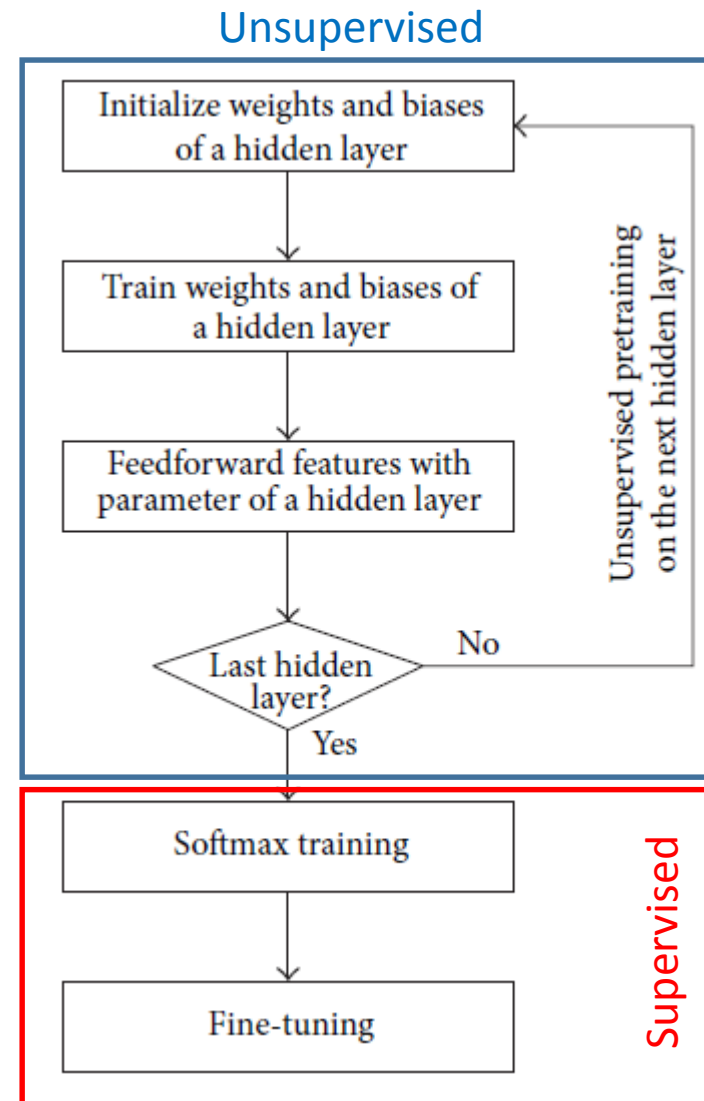 Unsupervised
Initialize weights and biases
of a hidden layer
Train weights and biases of
a hidden layer
Feedforward features with
parameter of a hidden layer
Last hidden
layer?
No
Yes
Unsupervised pretraining
on the next hidden layer
Softmax training
Fine-tuning
Supervised